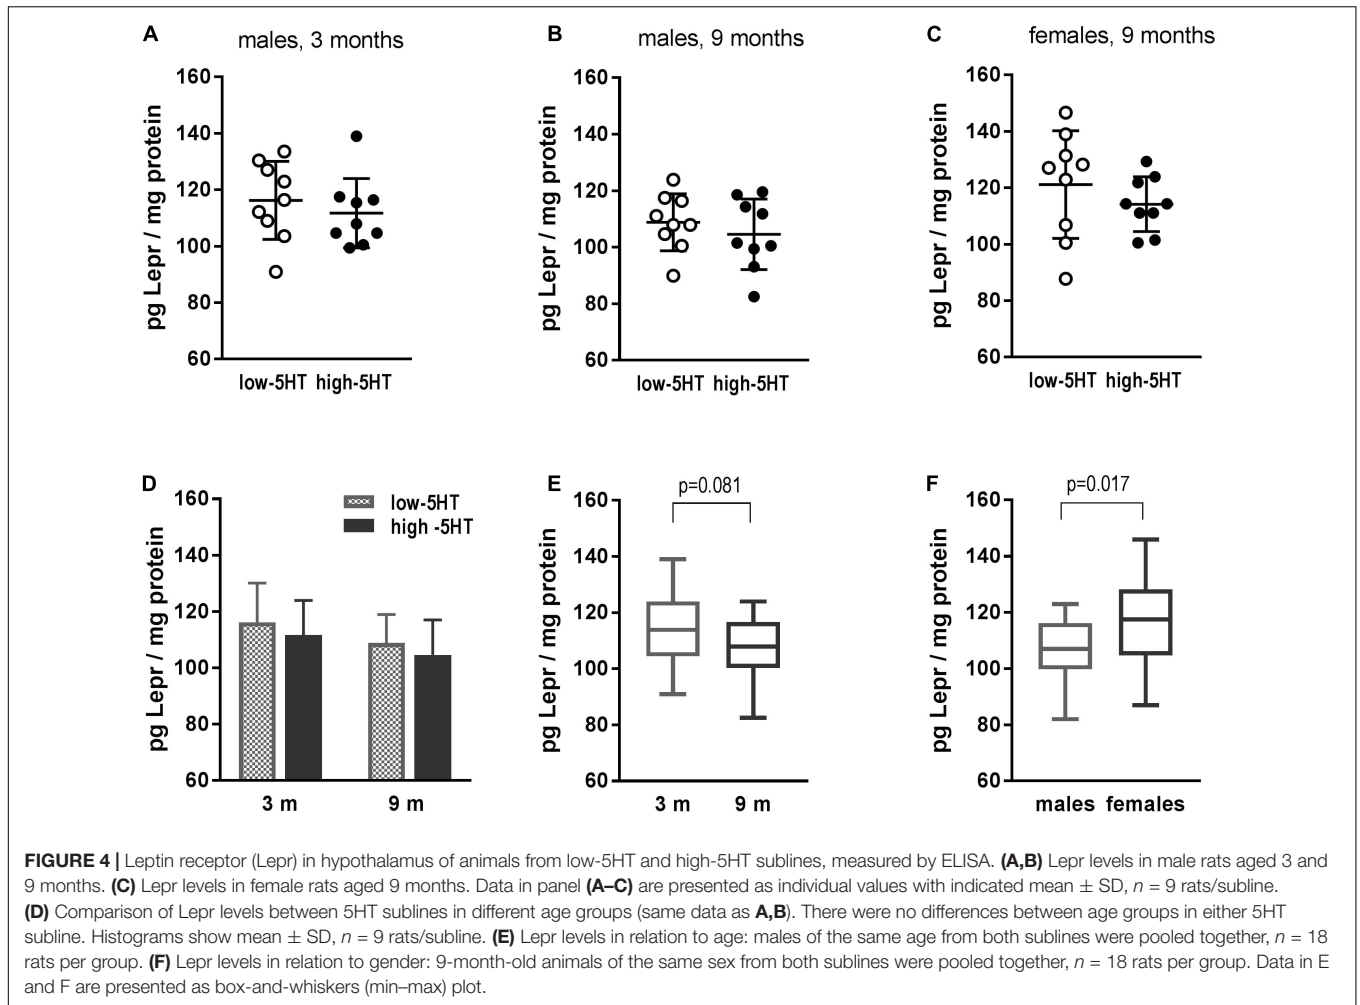 A
males, 3 months
160
140
120
100
80
60
pg Lepr / mg protein
low-5HT high-5HT
B
males, 9 months
160
140
120
100
80
60
pg Lepr / mg protein
low-5HT high-5HT
C
females, 9 months
160
140
120
100
80
60
pg Lepr / mg protein
low-5HT high-5HT
D
160
140
120
100
80
60
pg Lepr / mg protein
low-5HT
high -5HT
3 m 9 m
E
p=0.081
160
140
120
100
80
60
pg Lepr / mg protein
3 m 9 m
F
p=0.017
160
140
120
100
80
60
pg Lepr / mg protein
males females
FIGURE 4 | Leptin receptor (Lepr) in hypothalamus of animals from low-5HT and high-5HT sublines, measured by ELISA. (A,B) Lepr levels in male rats aged 3 and
9 months. (C) Lepr levels in female rats aged 9 months. Data in panel (A–C) are presented as individual values with indicated mean ± SD, n = 9 rats/subline.
(D) Comparison of Lepr levels between 5HT sublines in different age groups (same data as A,B). There were no differences between age groups in either 5HT
subline. Histograms show mean ± SD, n = 9 rats/subline. (E) Lepr levels in relation to age: males of the same age from both sublines were pooled together, n = 18
rats per group. (F) Lepr levels in relation to gender: 9-month-old animals of the same sex from both sublines were pooled together, n = 18 rats per group. Data in E
and F are presented as box-and-whiskers (min–max) plot.